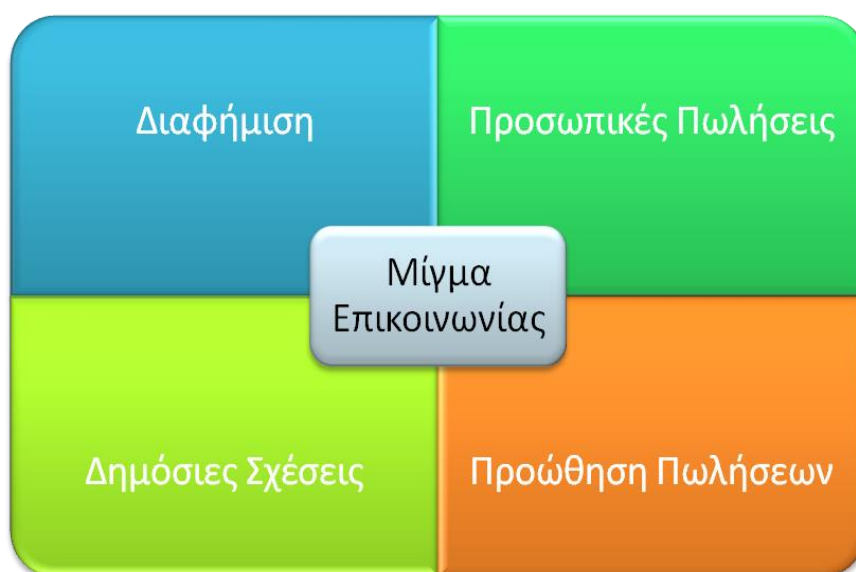 Διαφήμιση
Προσωπικές Πωλήσεις
Μίγμα
Επικοινωνίας
Δημόσιες Σχέσεις
Προώθηση Πωλήσεων